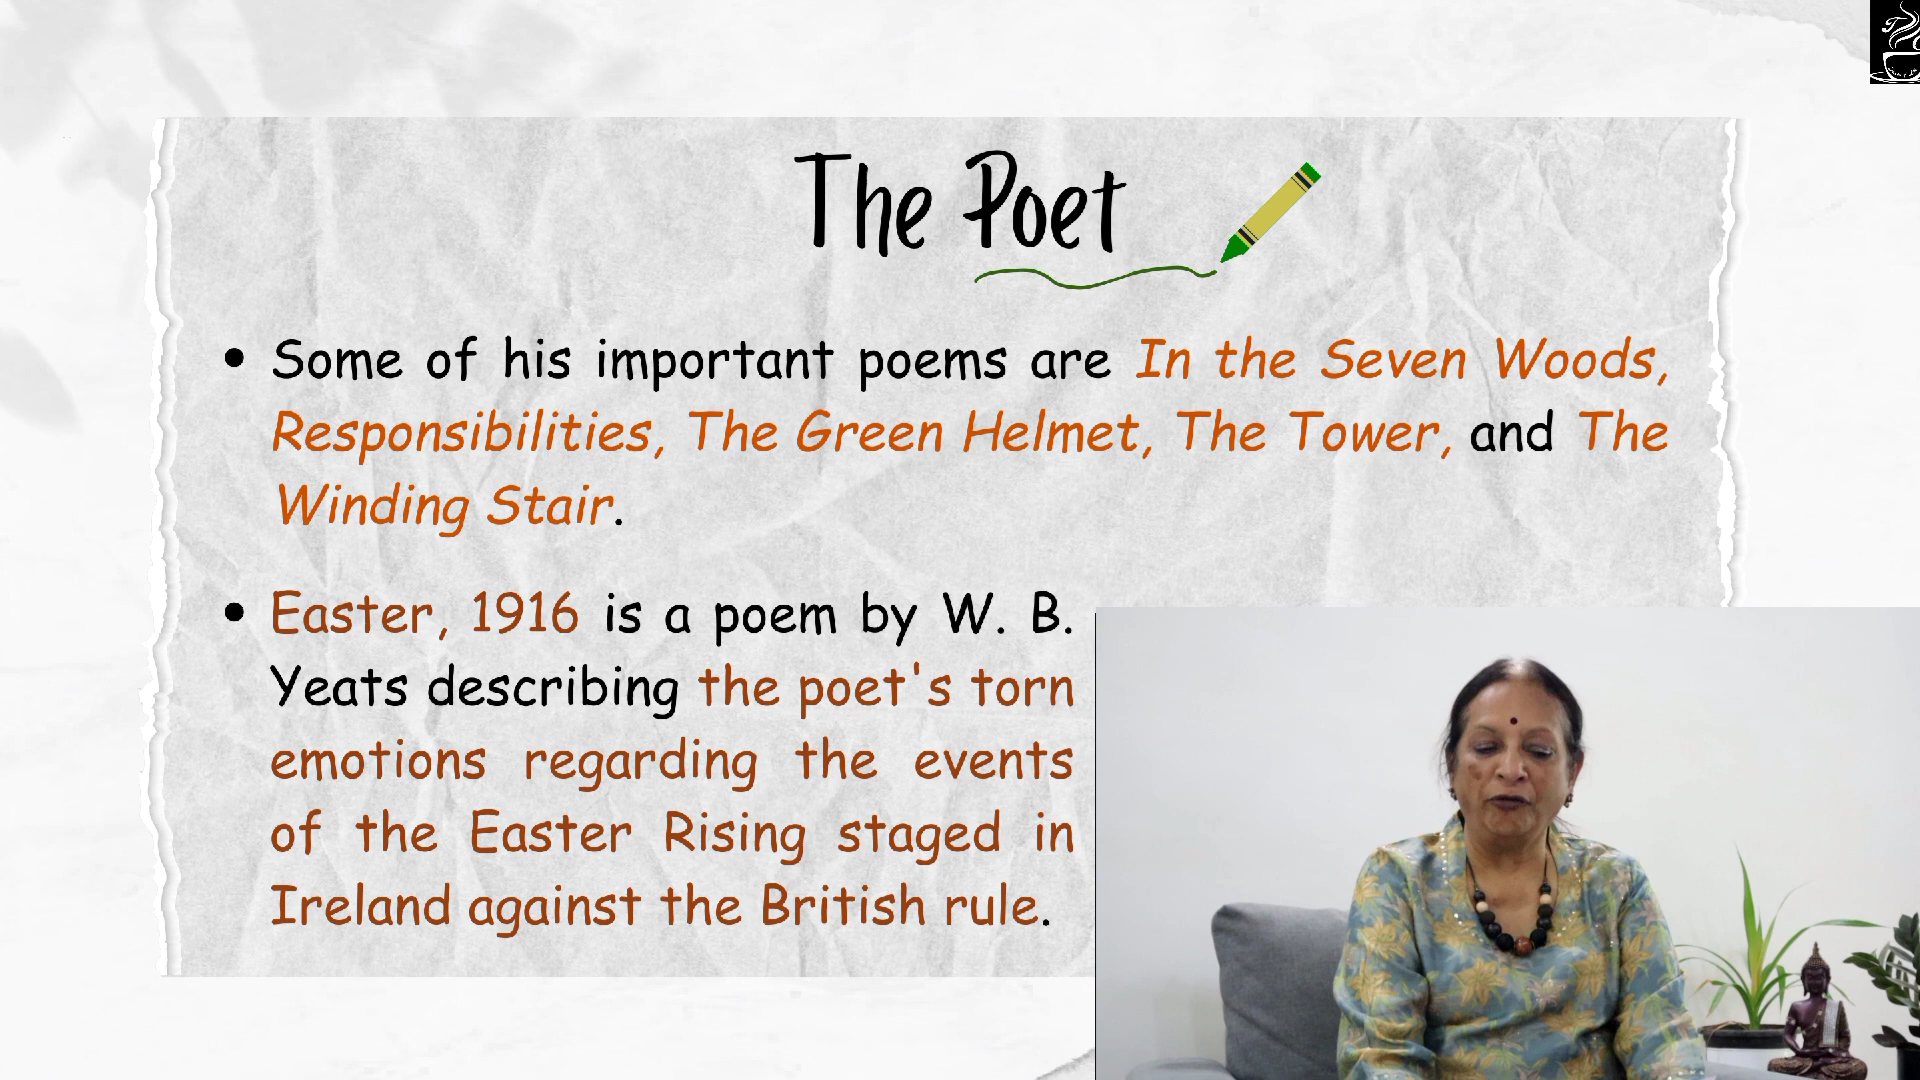 The Poet
• Some of his important poems are In the Seven Woods,
Responsibilities, The Green Helmet, The Tower, and The
Winding Stair.
• Easter, 1916 is a poem by W. B.
Yeats describing the poet's torn
emotions regarding the events
of the Easter Rising staged in
Ireland against the British rule.